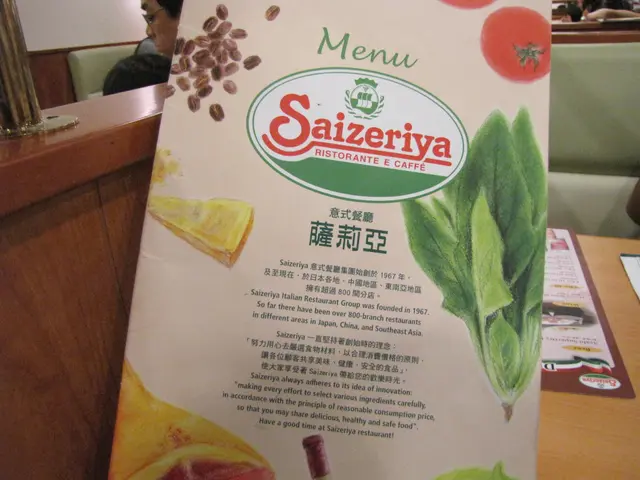 Menu
Saizeriya
RISTORANTE E CAFFÉ
意式餐廳
薩莉亞
Saizeriya 意式餐廳集團始創於 1967 年，
及至現在，於日本各地、中國地區、東南亞地區
擁有超過 800 間分店。
Saizeriya Italian Restaurant Group was founded in 1967.
So far there have been over 800-branch restaurants
in different areas in Japan, China, and Southeast Asia.
Saizeriya 一直堅持著創始時的理念：
「努力用心去嚴選食物材料，以合理消費價格的原則，
讓各位顧客共享美味、健康、安全的食品」，
使大家享受著 Saizeriya 帶給您的歡樂時光。
Saizeriya always adheres to its idea of innovation:
"making every effort to select various ingredients carefully,
in accordance with the principle of reasonable consumption price,
so that you may share delicious, healthy and safe food".
Have a good time at Saizeriya restaurant!